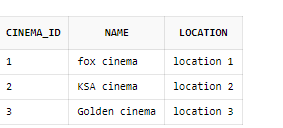 CINEMA_ID NAME LOCATION
1 fox cinema location 1
2 KSA cinema location 2
3 Golden cinema location 3